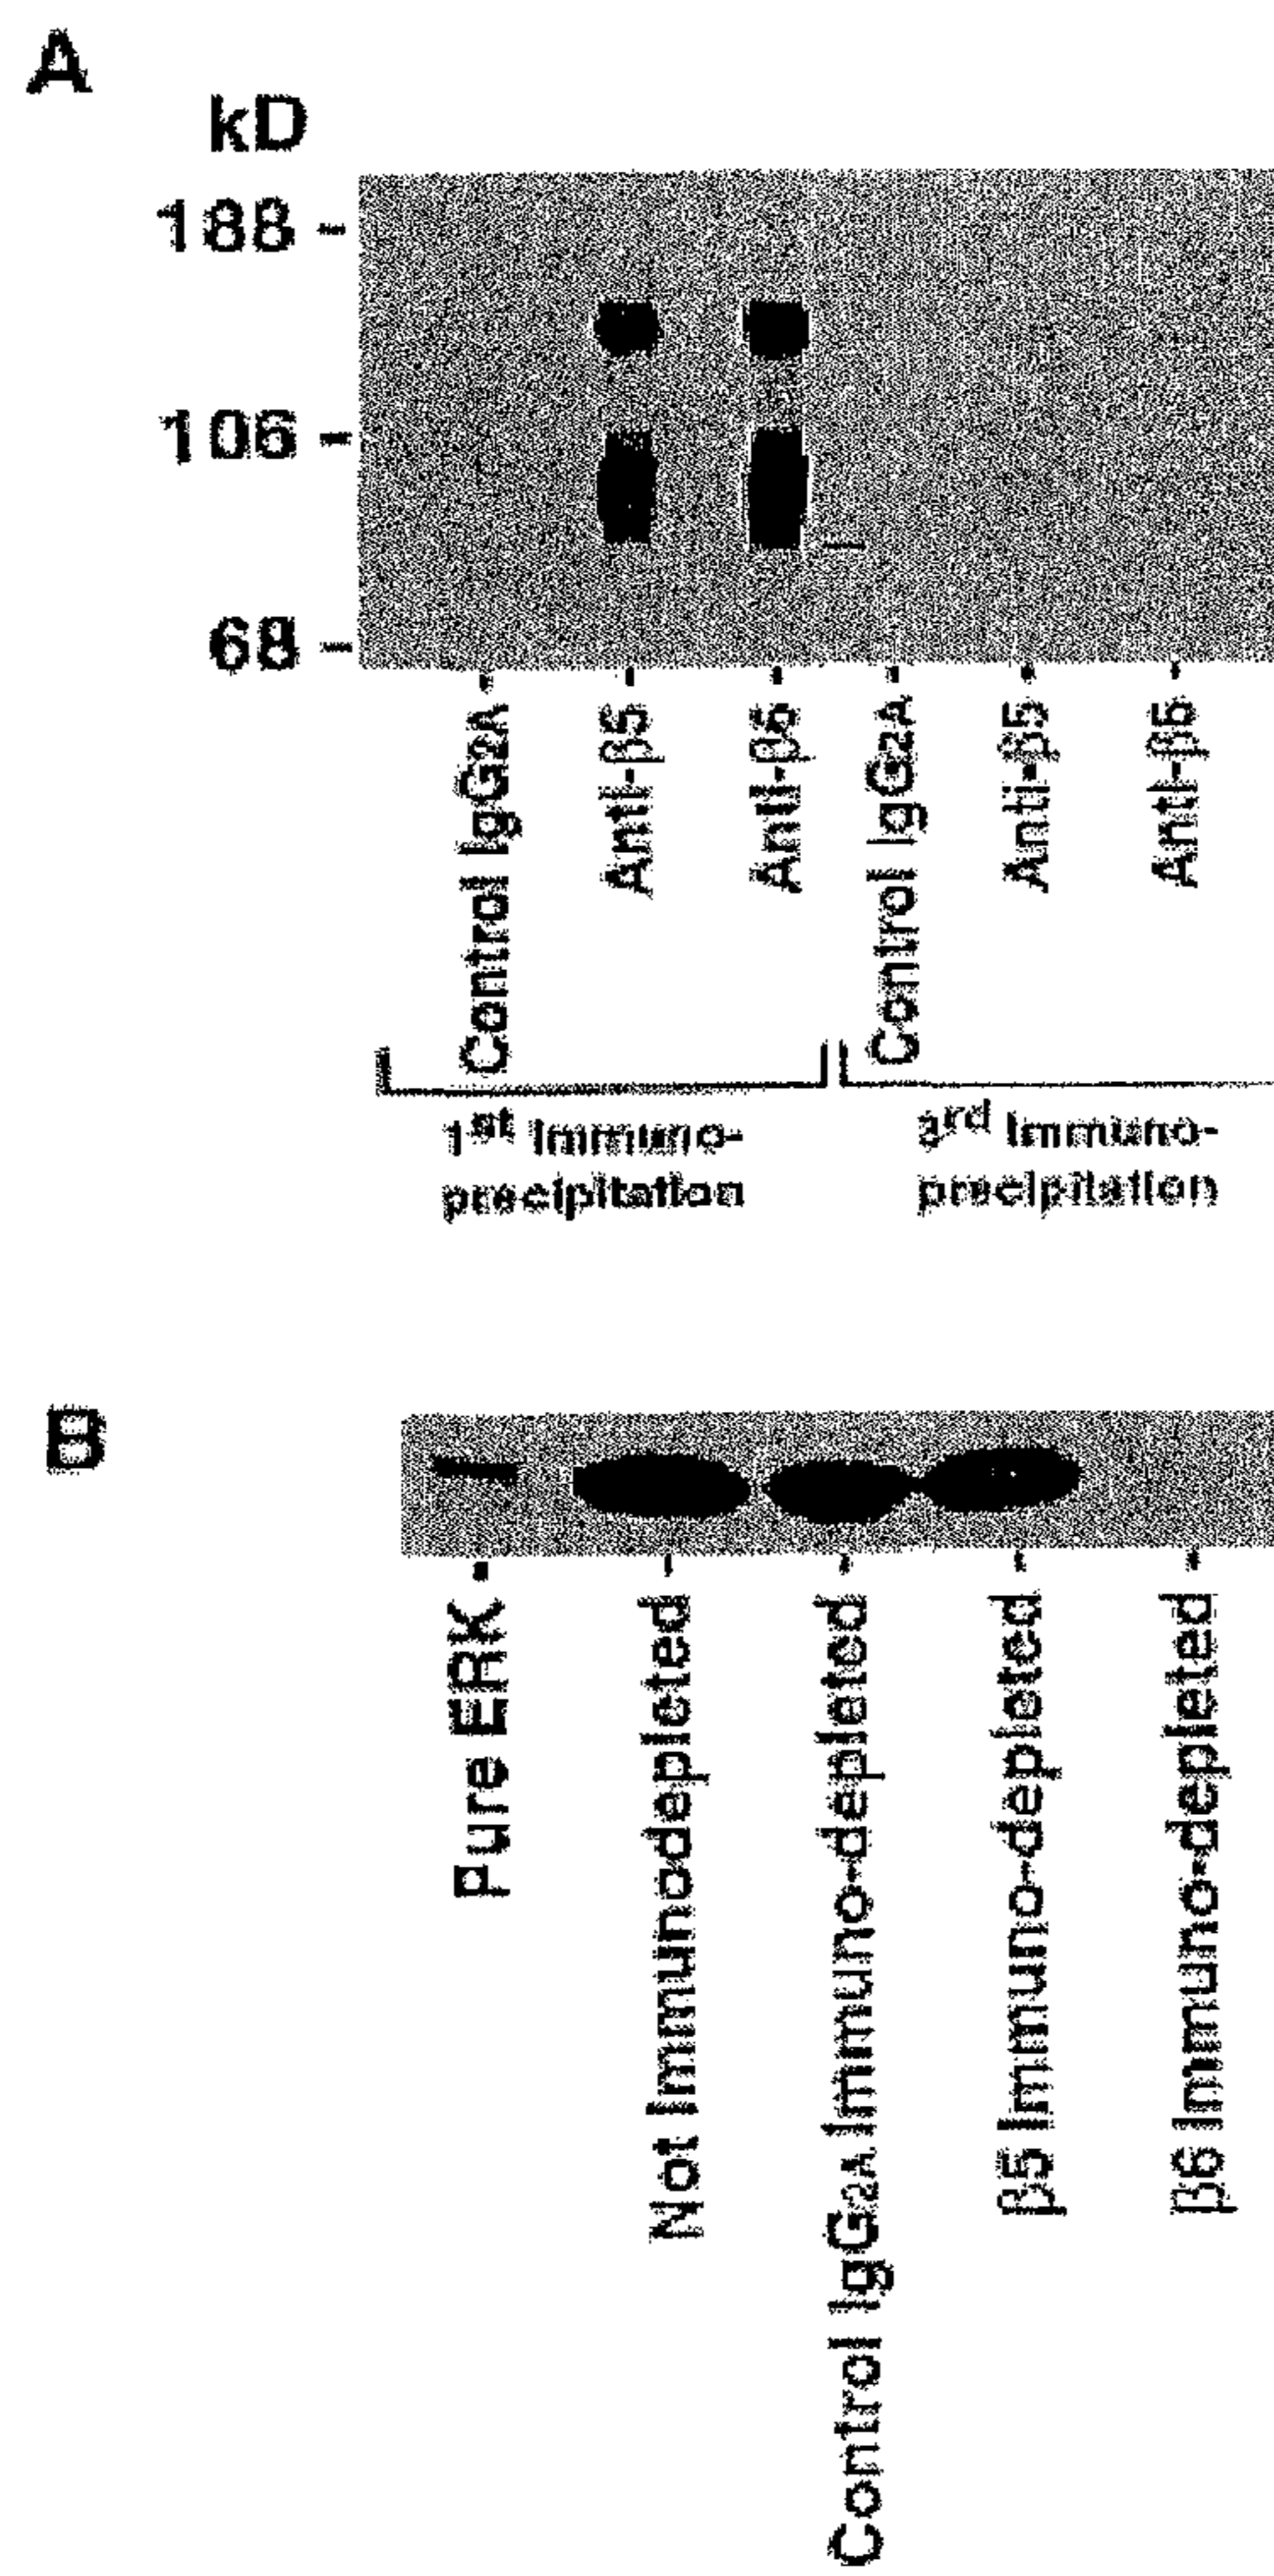 A
kD
188
106
68
Control IgG2A
Anti-β5
Anti-β6
Control IgG2A
Anti-β5
Anti-β6
1st Immuno-
precipitation
3rd Immuno-
precipitation
B
Pure ERK
Not Immunodepleted
Control IgG2A Immuno-depleted
β5 Immuno-depleted
β6 Immuno-depleted